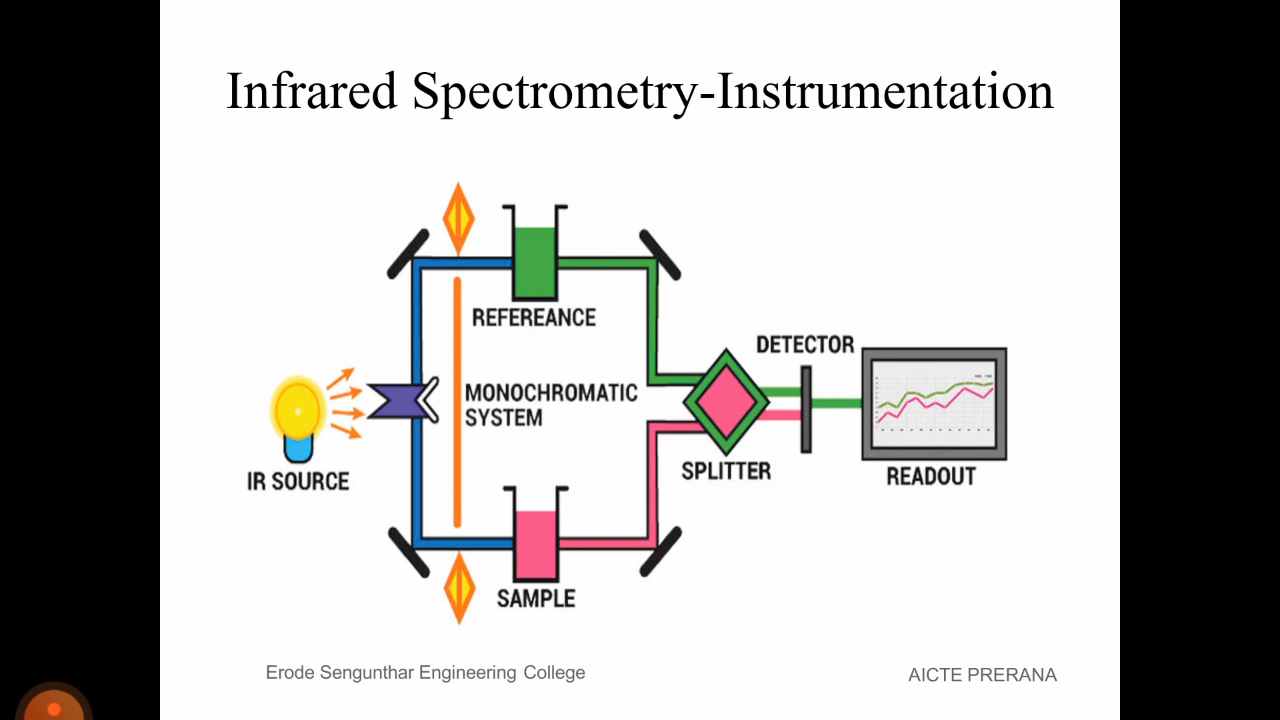 Infrared Spectrometry-Instrumentation
REFEREANCE
DETECTOR
MONOCHROMATIC
SYSTEM
SPLITTER
READOUT
IR SOURCE
SAMPLE
Erode Sengunthar Engineering College
AICTE PRERANA